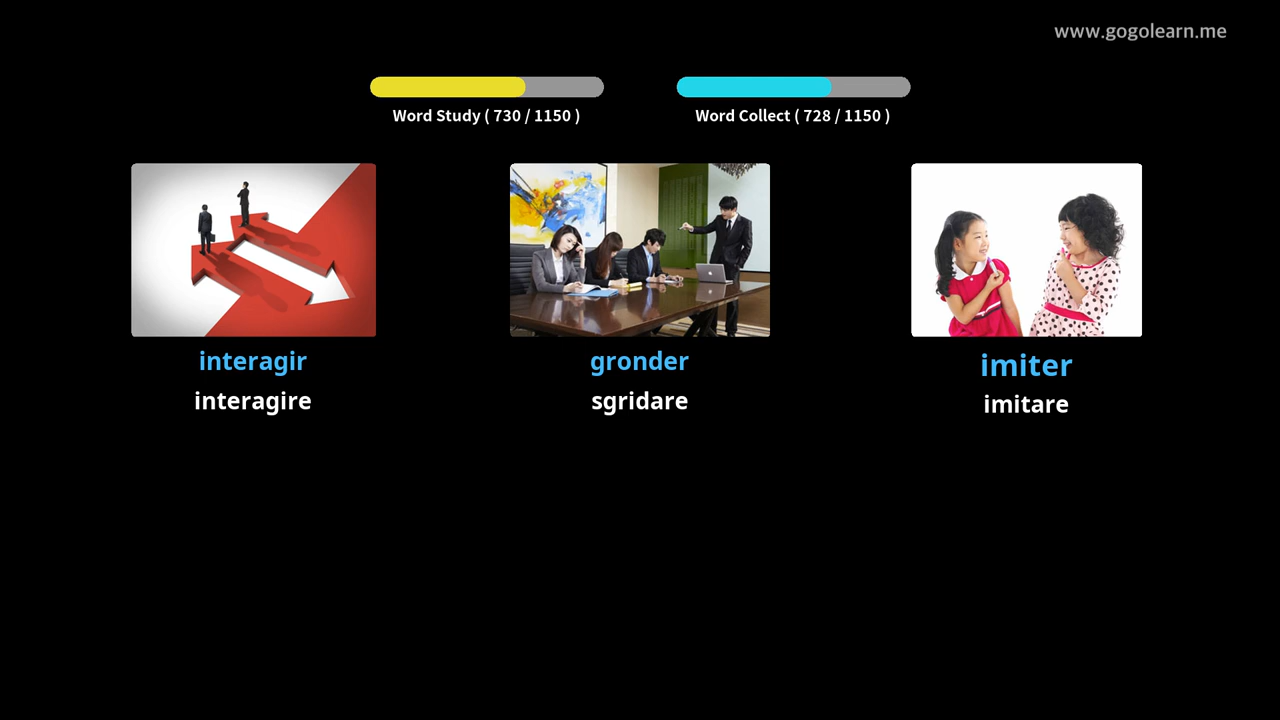 www.gogolearn.me
Word Study ( 730 / 1150 )
Word Collect ( 728 / 1150 )
interagir
interagire
gronder
sgridare
imiter
imitare